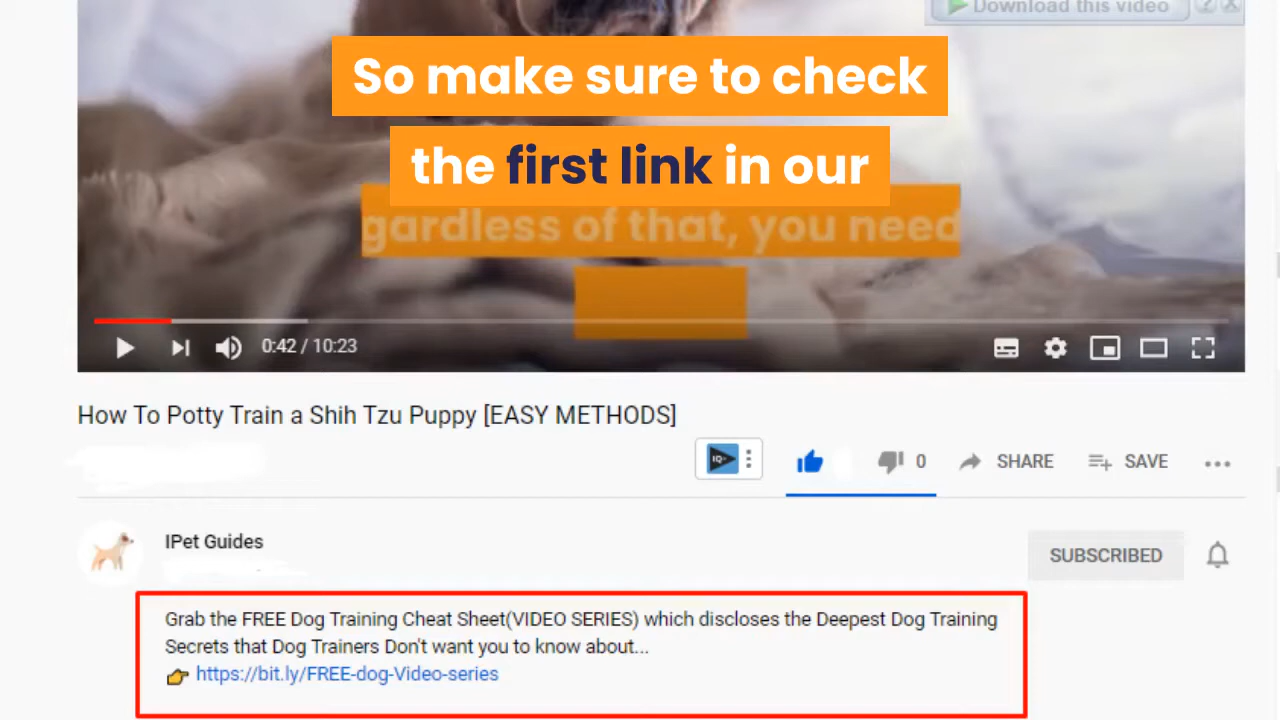 Download this video
So make sure to check
the first link in our
gardless of that, you need
0:42 / 10:23
How To Potty Train a Shih Tzu Puppy [EASY METHODS]
IQ
0
SHARE
SAVE
IPet Guides
SUBSCRIBED
Grab the FREE Dog Training Cheat Sheet(VIDEO SERIES) which discloses the Deepest Dog Training
Secrets that Dog Trainers Don't want you to know about...
https://bit.ly/FREE-dog-Video-series